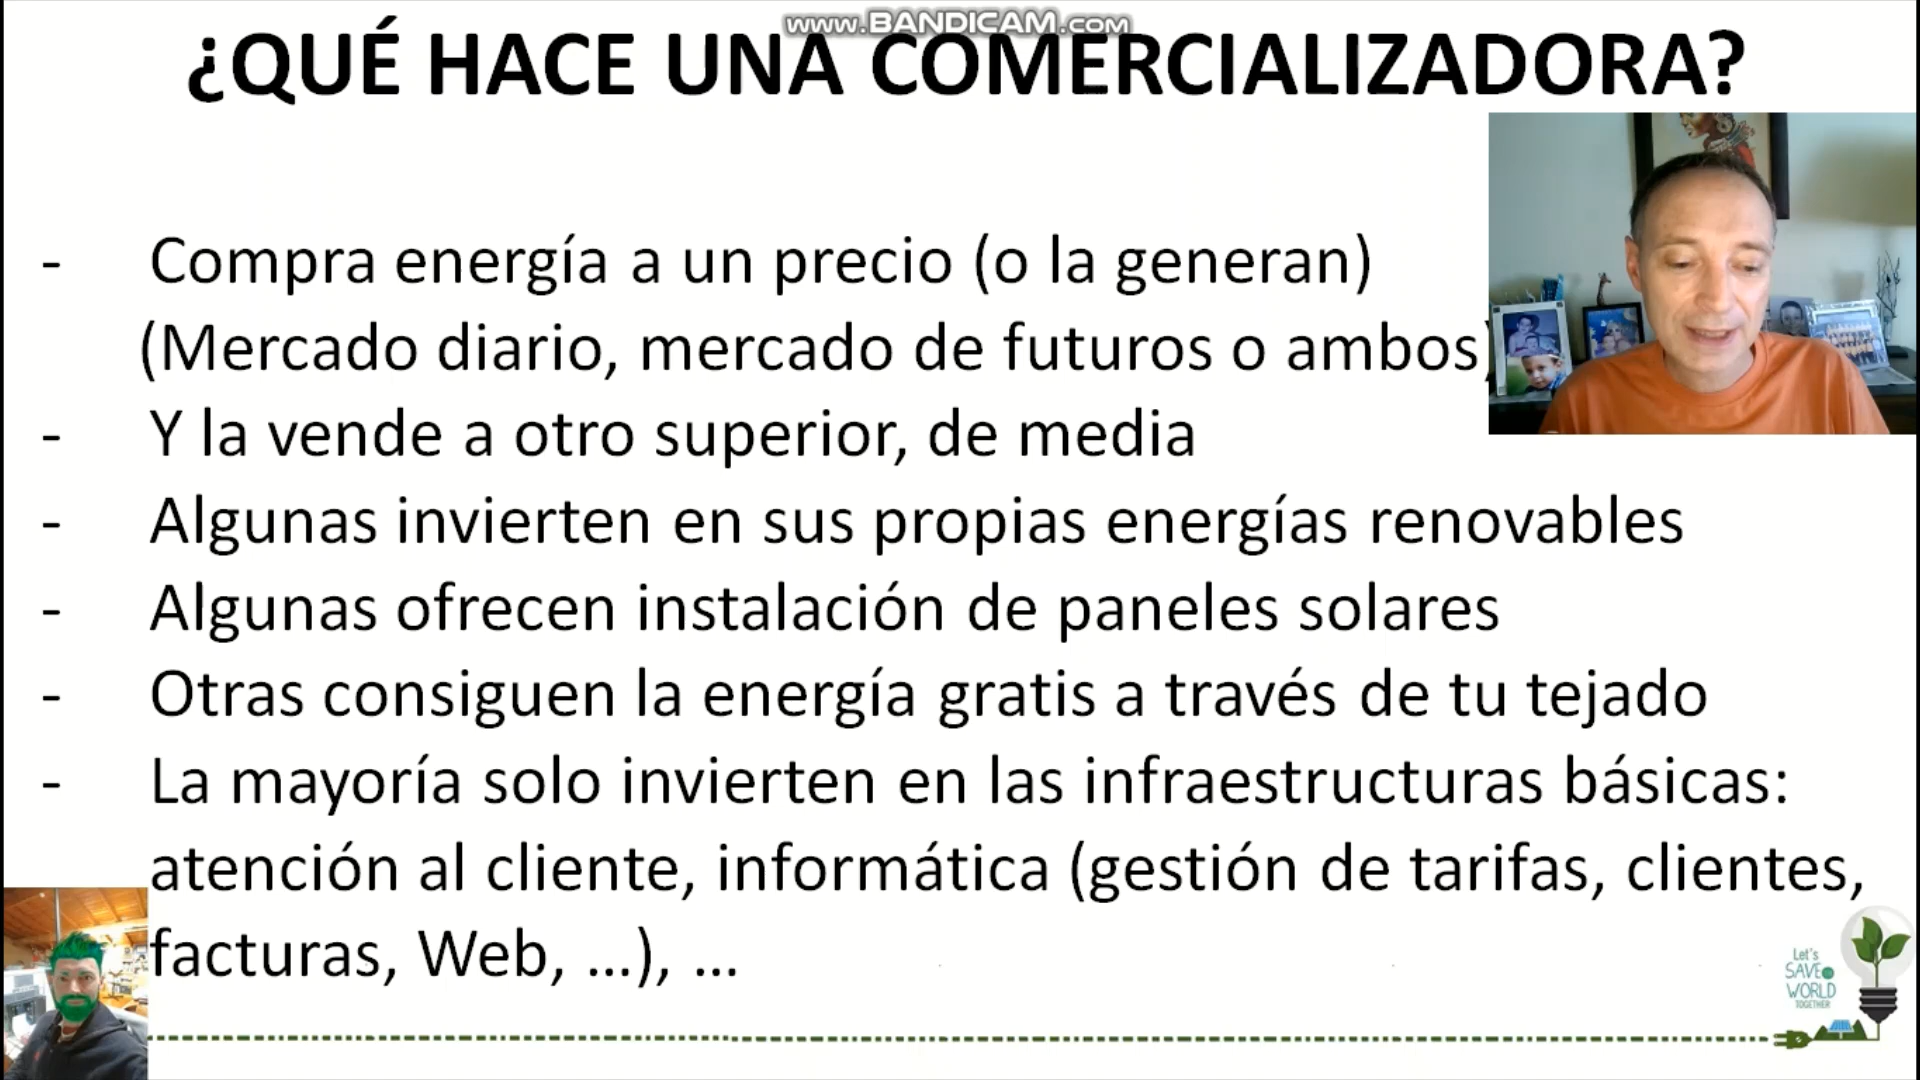 www.BANDICAM.com
¿QUÉ HACE UNA COMERCIALIZADORA?
- Compra energía a un precio (o la generan)
(Mercado diario, mercado de futuros o ambos)
- Y la vende a otro superior, de media
- Algunas invierten en sus propias energías renovables
- Algunas ofrecen instalación de paneles solares
- Otras consiguen la energía gratis a través de tu tejado
- La mayoría solo invierten en las infraestructuras básicas:
atención al cliente, informática (gestión de tarifas, clientes,
facturas, Web, ...), ...
Let's
SAVE
WORLD
TOGETHER